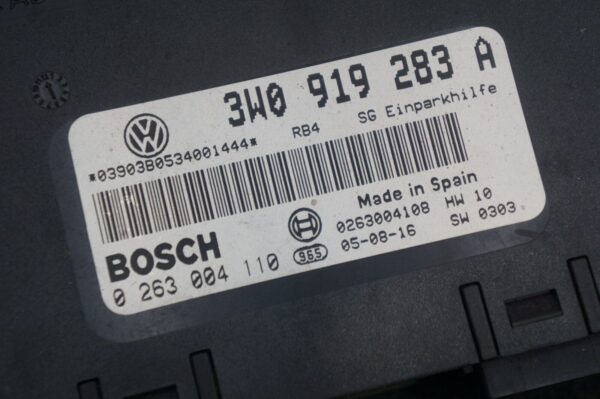 3W0 919 283 A
RB4 SG Einparkhilfe
*03903B0534001444*
Made in Spain
BOSCH
0263004108 HW 10
0 263 004 110 965 05-08-16 SW 0303